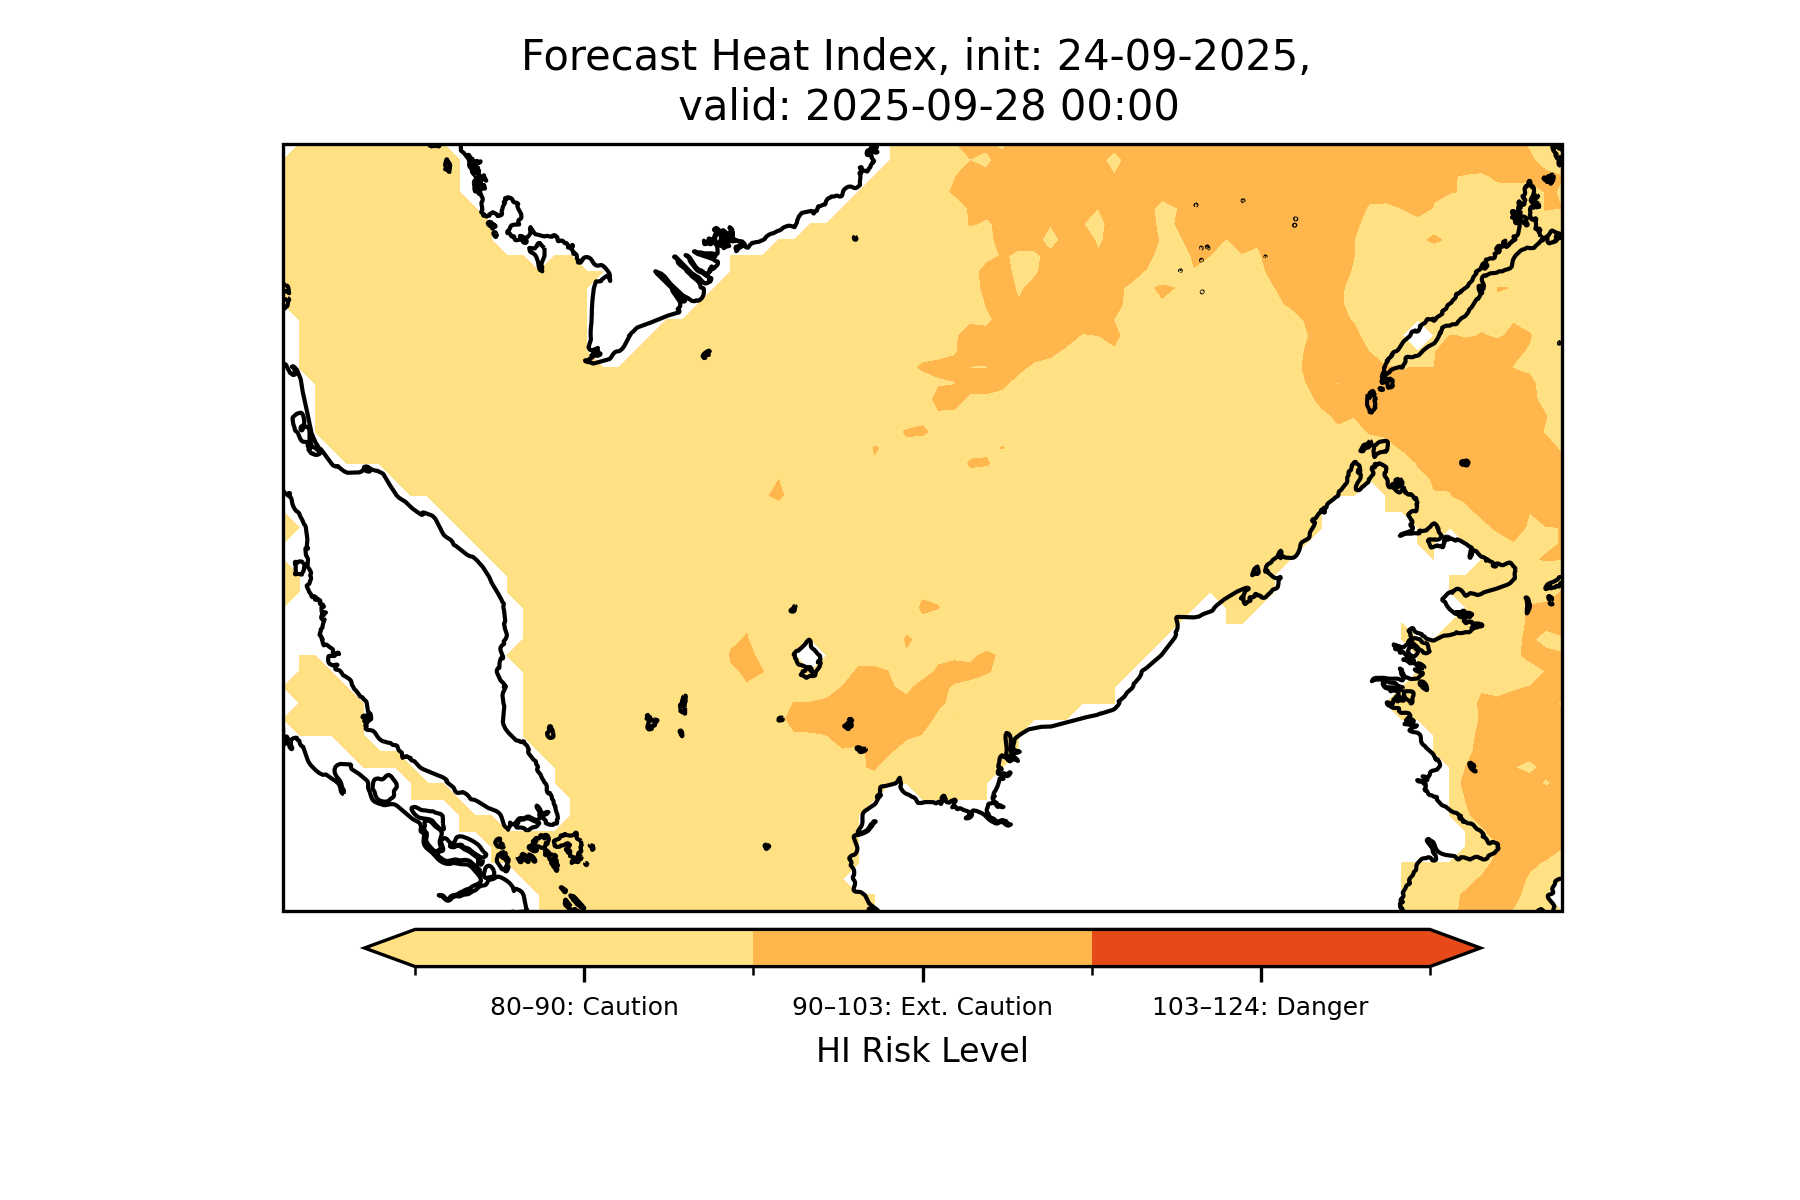 Forecast Heat Index, init: 24-09-2025,
valid: 2025-09-28 00:00
80–90: Caution
90–103: Ext. Caution
103–124: Danger
HI Risk Level